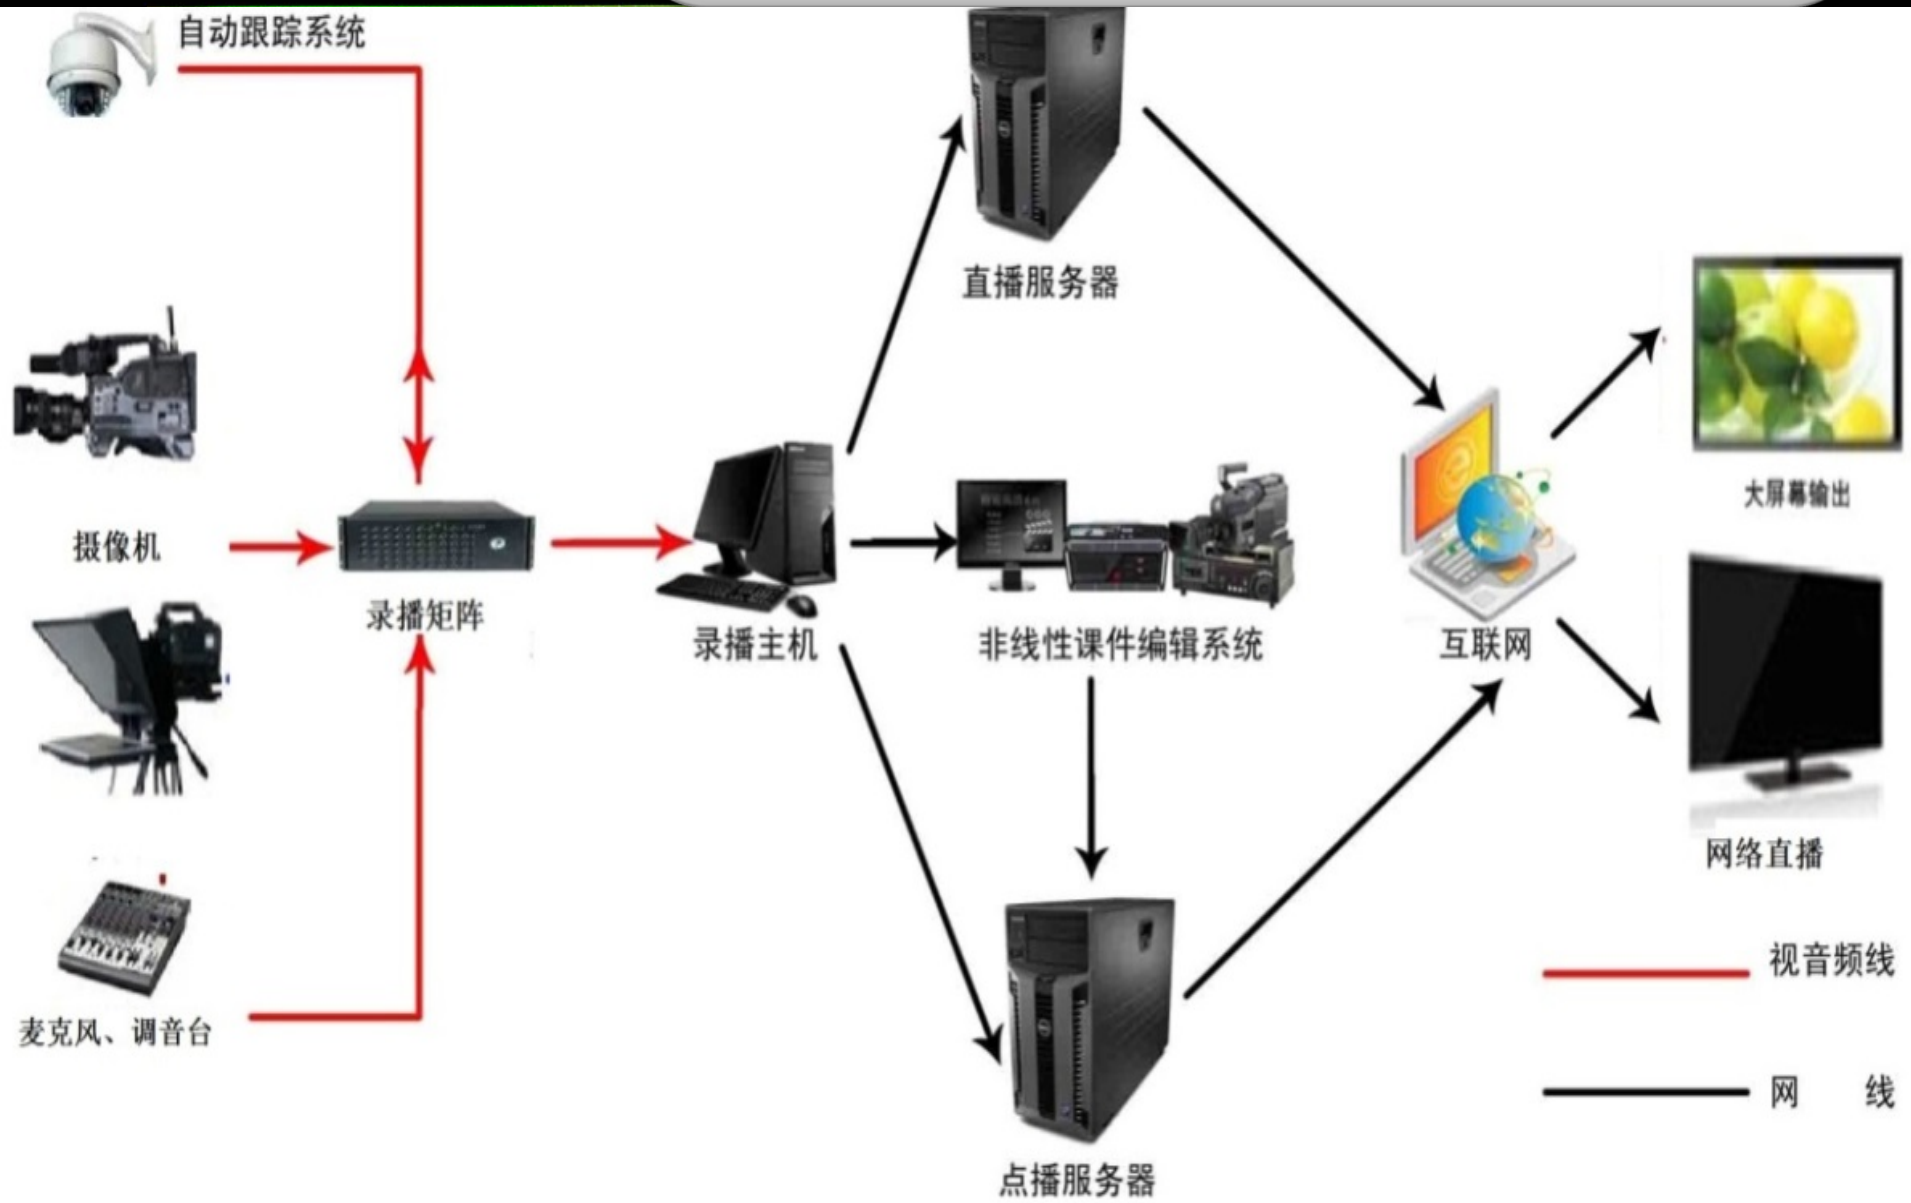 自动跟踪系统
直播服务器
大屏幕输出
摄像机
录播矩阵
录播主机
非线性课件编辑系统
互联网
网络直播
视音频线
麦克风、调音台
网 线
点播服务器